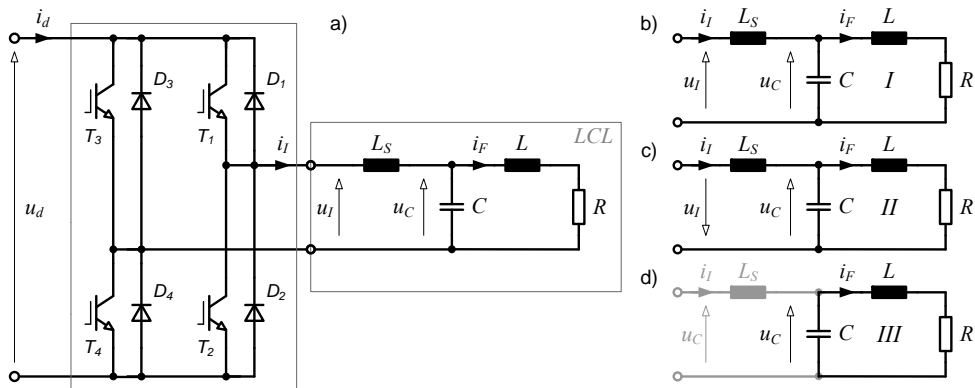 a)
i_d
u_d
D_3
T_3
D_1
T_1
D_4
T_4
D_2
T_2
i_I
LCL
L_S
i_F
L
u_I
u_C
C
R
b)
i_I
L_S
i_F
L
u_I
u_C
C
I
R
c)
i_I
L_S
i_F
L
u_I
u_C
C
II
R
d)
i_I
L_S
i_F
L
u_C
u_C
C
III
R